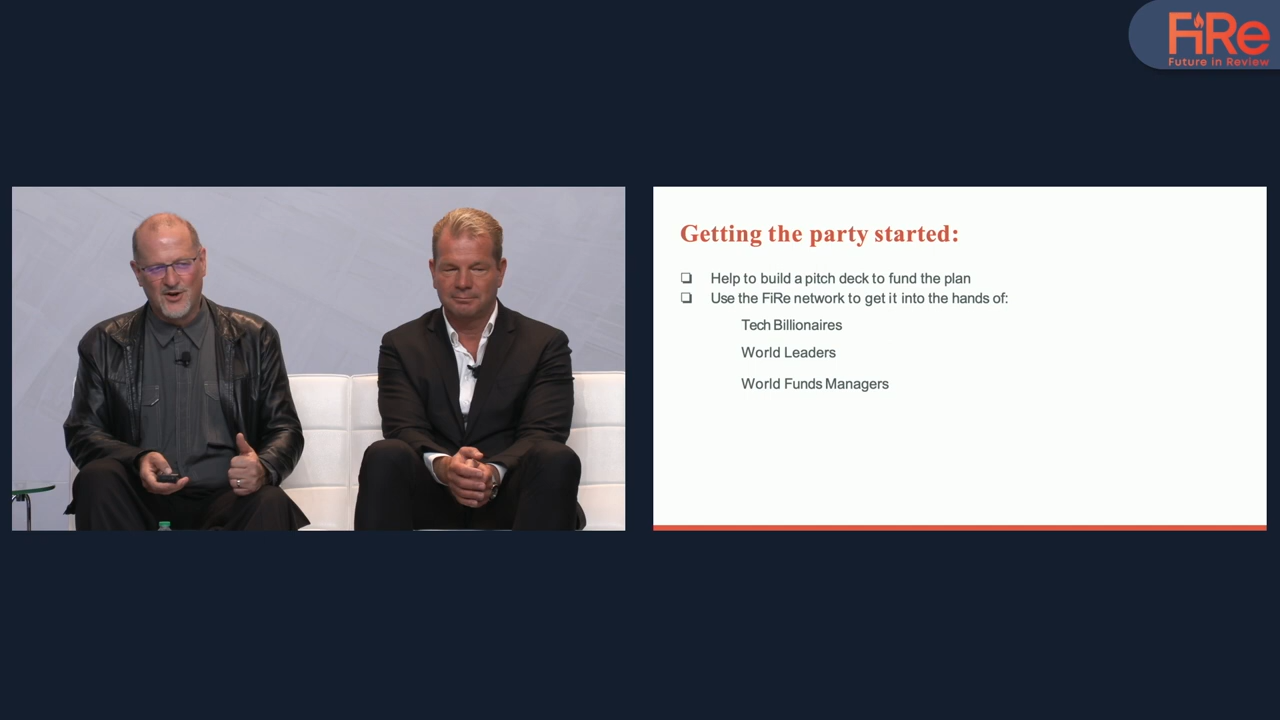 FiRe
Future in Review
Getting the party started:
❏ Help to build a pitch deck to fund the plan
❏ Use the FiRe network to get it into the hands of:
Tech Billionaires
World Leaders
World Funds Managers